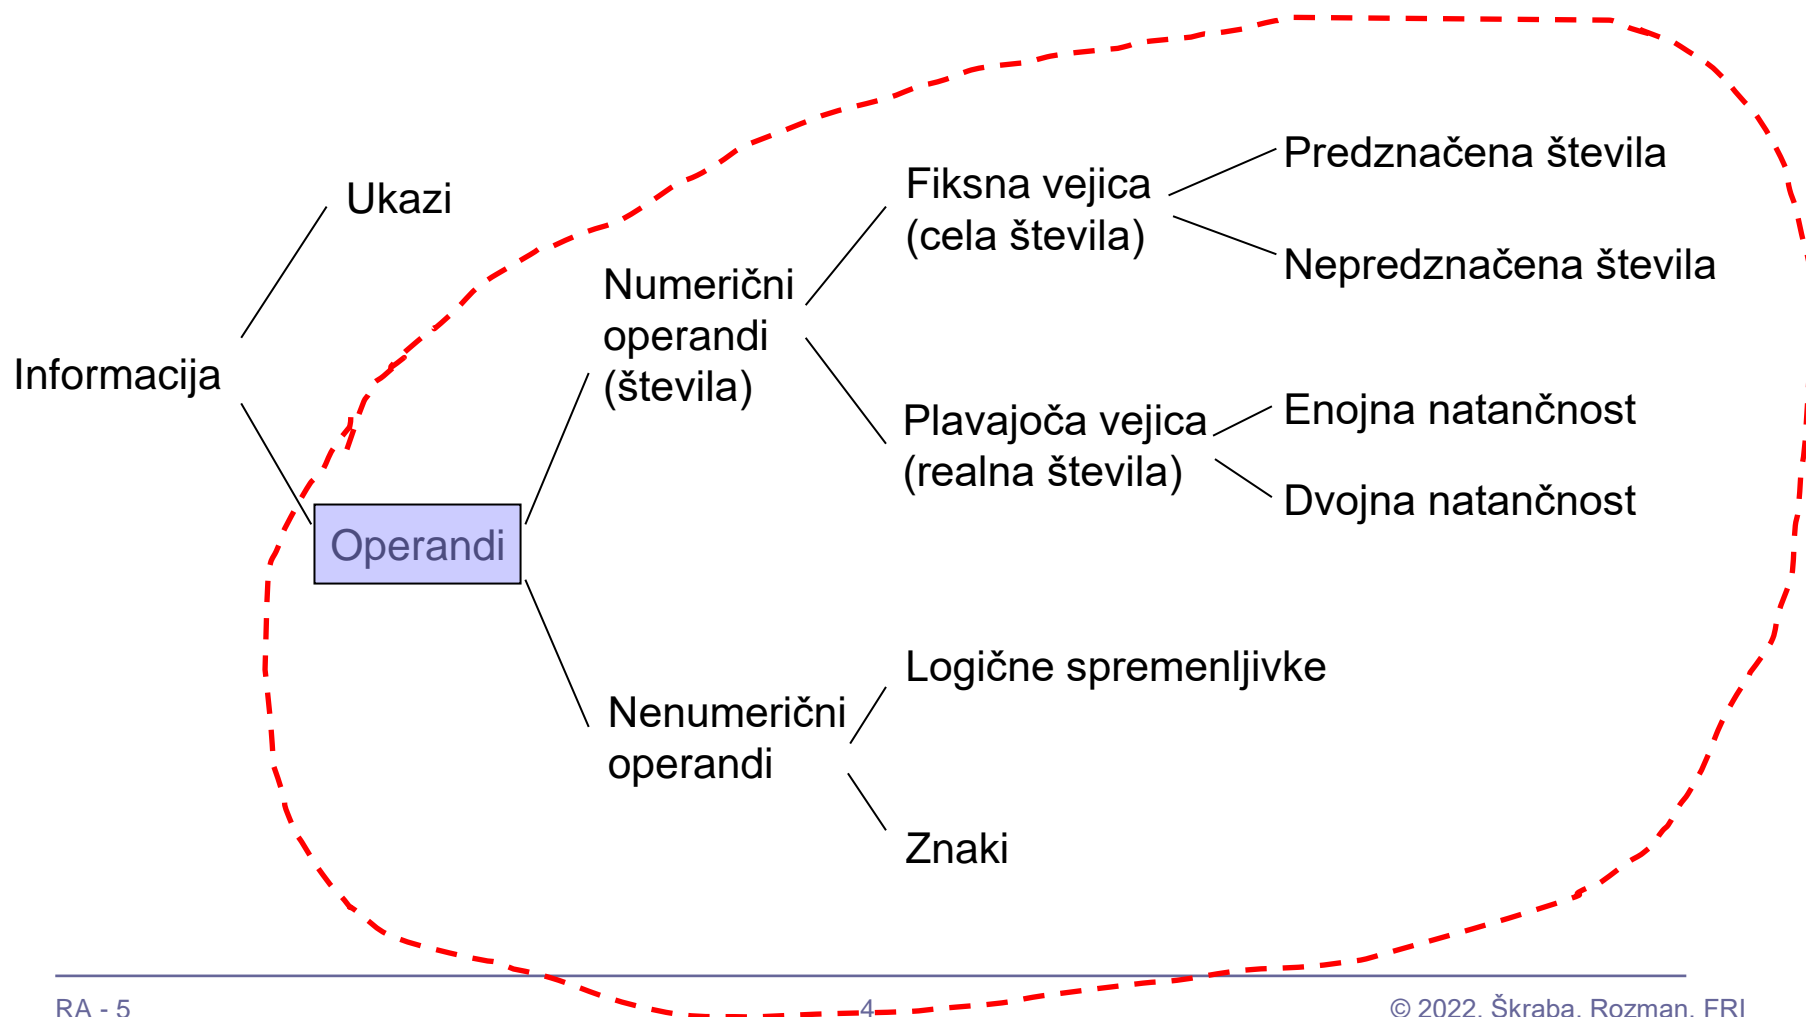 Informacija
Ukazi
Operandi
Numerični
operandi
(števila)
Fiksna vejica
(cela števila)
Predznačena števila
Nepredznačena števila
Plavajoča vejica
(realna števila)
Enojna natančnost
Dvojna natančnost
Nenumerični
operandi
Logične spremenljivke
Znaki
RA - 5
4
© 2022, Škraba, Rozman, FRI